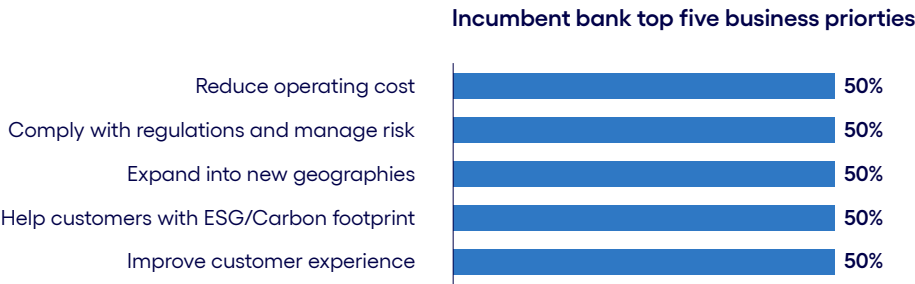 Incumbent bank top five business priorties
Reduce operating cost 50%
Comply with regulations and manage risk 50%
Expand into new geographies 50%
Help customers with ESG/Carbon footprint 50%
Improve customer experience 50%